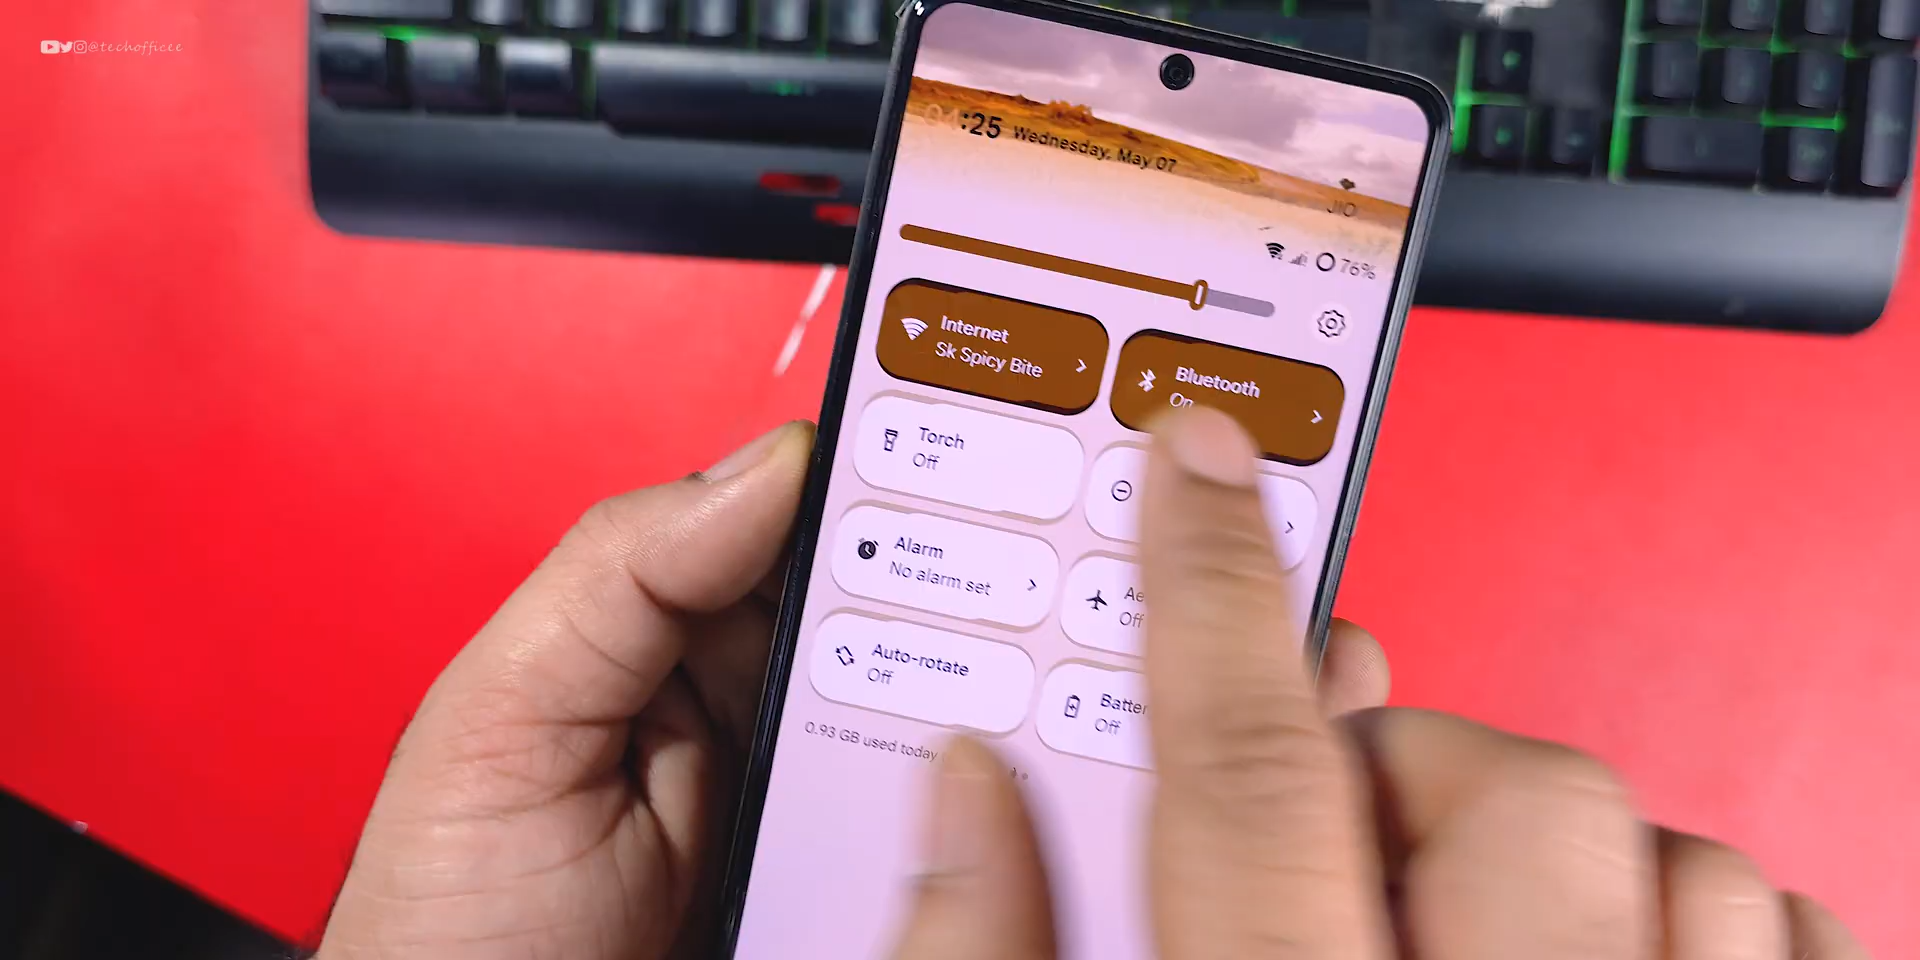 @techofficee
:25 Wednesday, May 07
JIO
76%
Internet
Sk Spicy Bite
Bluetooth
On
Torch
Off
Alarm
No alarm set
Off
Auto-rotate
Off
Off
0.93 GB used today